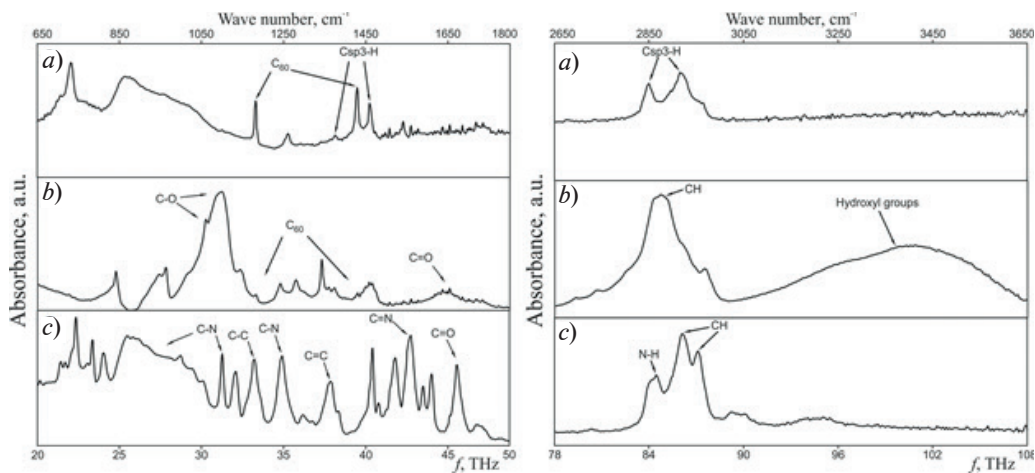 Wave number, cm⁻¹
650 850 1050 1250 1450 1650 1800
a)
C₆₀
Csp3-H
b)
C-O
C₆₀
C=O
c)
C-N
C-C
C-N
C=C
C=N
C=O
Absorbance, a.u.
20 25 30 35 40 45 50
f, THz
Wave number, cm⁻¹
2650 2850 3050 3250 3450 3650
a)
Csp3-H
b)
CH
Hydroxyl groups
c)
N-H
CH
Absorbance, a.u.
78 84 90 96 102 108
f, THz